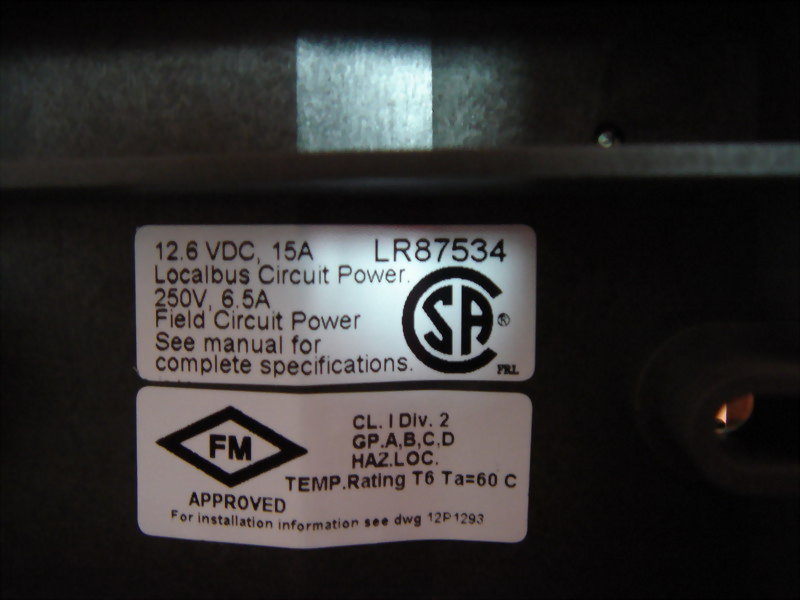 12.6 VDC, 15A LR87534
Localbus Circuit Power.
250V, 6.5A
Field Circuit Power
See manual for
complete specifications.
SA ®
FRL
FM
APPROVED
CL. I Div. 2
GP.A,B,C,D
HAZ.LOC.
TEMP.Rating T6 Ta=60 C
For installation information see dwg 12P1293